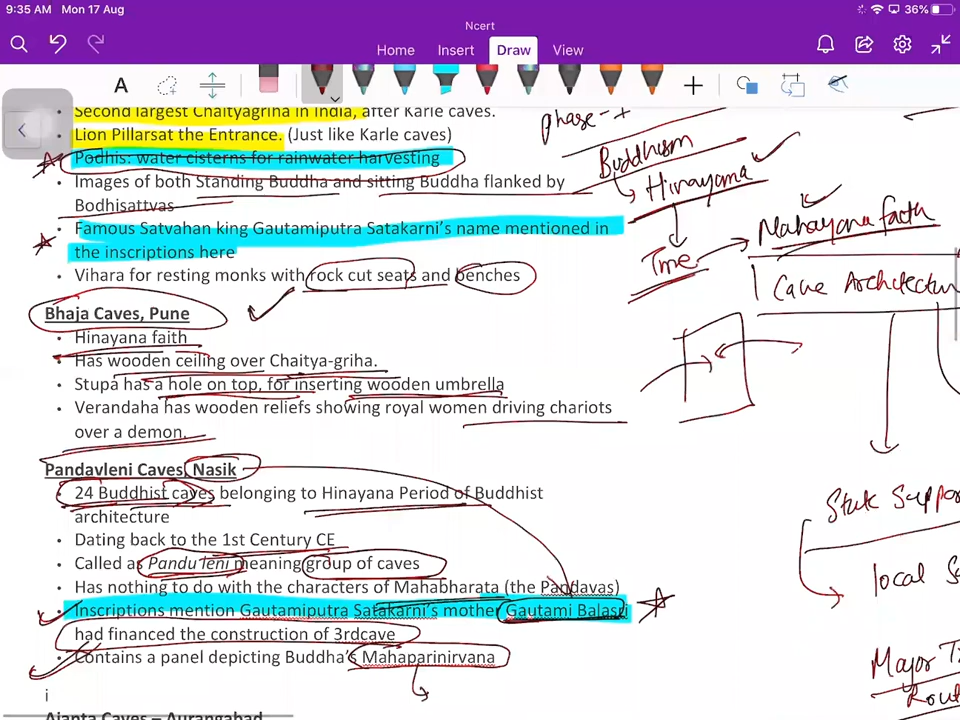 9:35 AM Mon 17 Aug
36%
Ncert
Home Insert Draw View
A
Second largest Chaityagriha in India, after Karle caves.
• Lion Pillarsat the Entrance. (Just like Karle caves)
Podhis: water cisterns for rainwater harvesting
• Images of both Standing Buddha and sitting Buddha flanked by
Bodhisattvas
• Famous Satvahan king Gautamiputra Satakarni's name mentioned in
the inscriptions here
• Vihara for resting monks with rock cut seats and benches
Bhaja Caves, Pune
• Hinayana faith
• Has wooden ceiling over Chaitya-griha.
• Stupa has a hole on top, for inserting wooden umbrella
• Verandaha has wooden reliefs showing royal women driving chariots
over a demon.
Pandavleni Caves, Nasik
• 24 Buddhist caves belonging to Hinayana Period of Buddhist
architecture
• Dating back to the 1st Century CE
• Called as Pandu leni meaning group of caves
• Has nothing to do with the characters of Mahabharata (the Pandavas)
• Inscriptions mention Gautamiputra Satakarni's mother Gautami Balasri
had financed the construction of 3rdcave
• Contains a panel depicting Buddha's Mahaparinirvana
i
Ajanta Caves – Aurangabad
phase-I
Buddhism
Hinayana
Time
Mahayana faith
Cave Architecture
State Suppo
local S
Major T
Rout